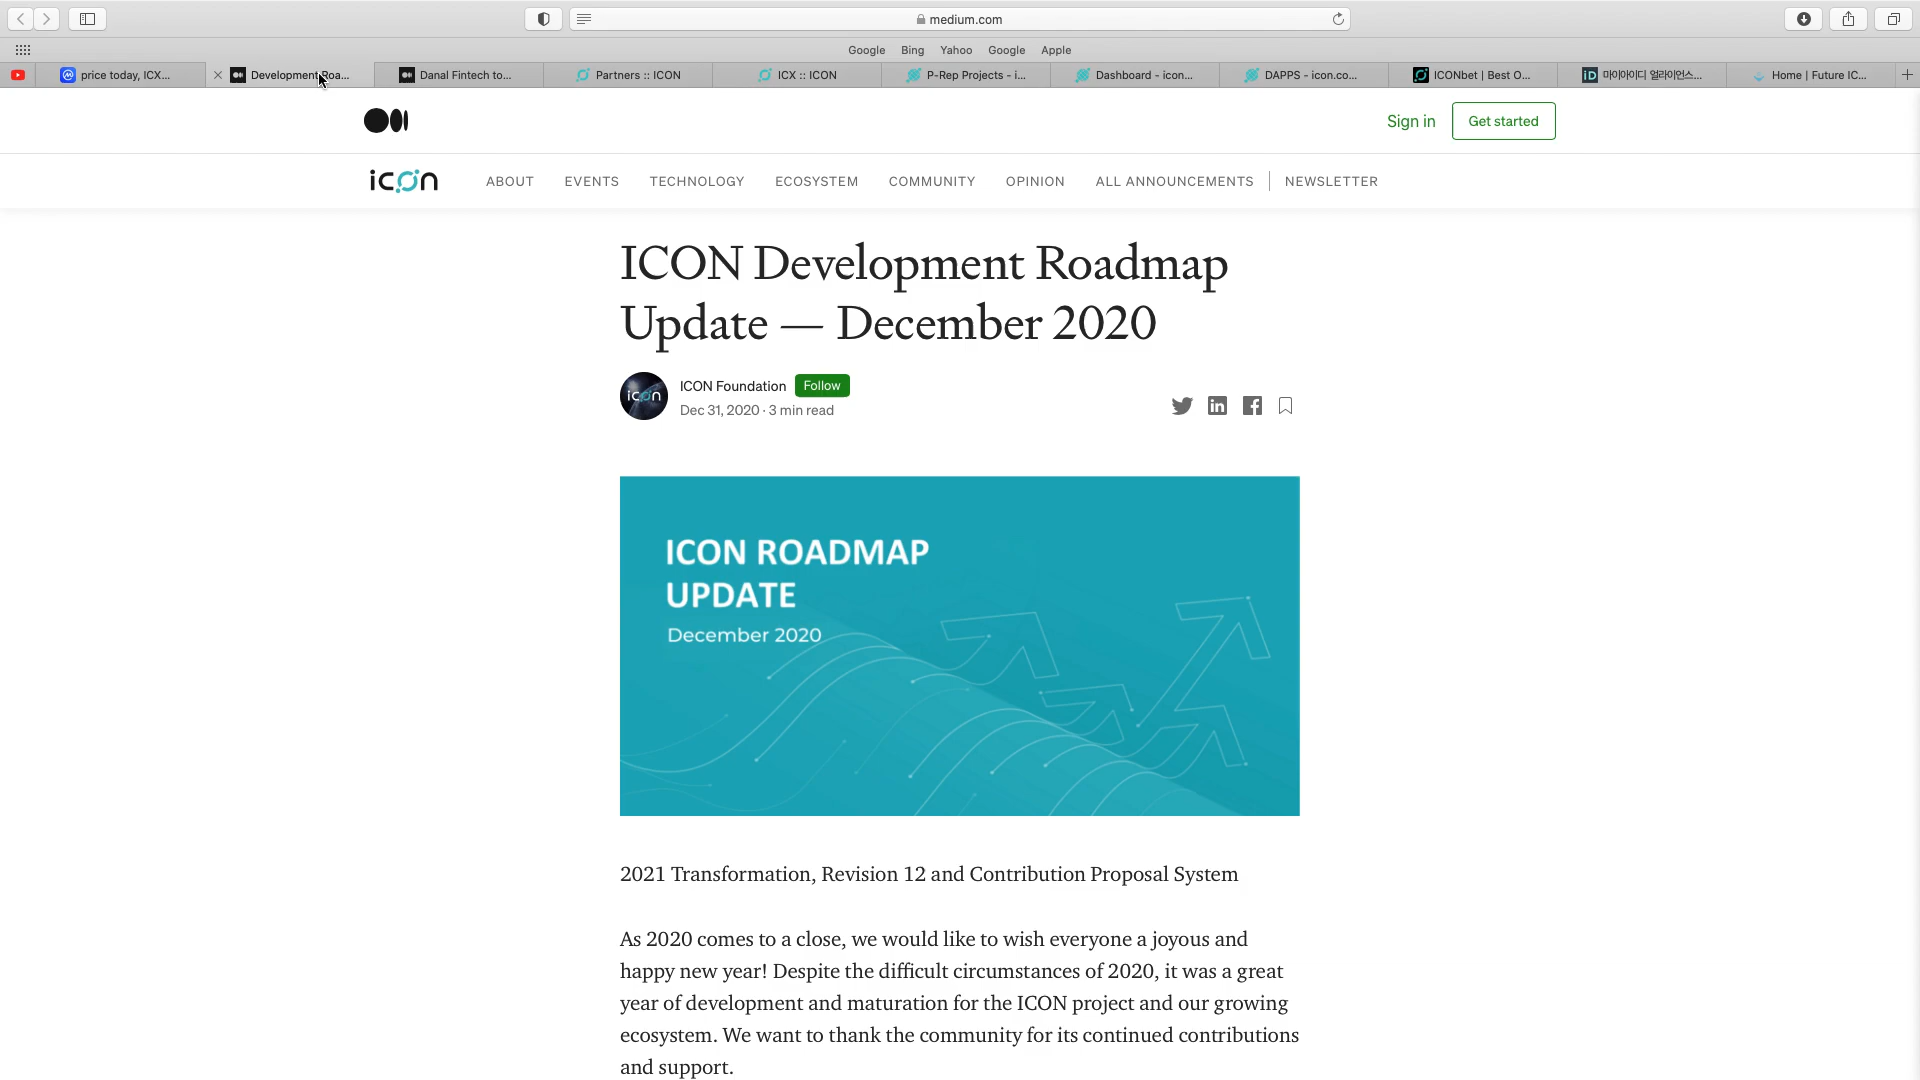 medium.com
Google Bing Yahoo Google Apple
price today, ICX...
Development Roa...
Danal Fintech to...
Partners :: ICON
ICX :: ICON
P-Rep Projects - i...
Dashboard - icon...
DAPPS - icon.co...
ICONbet | Best O...
iD 마이아이디 얼라이언스...
Home | Future IC...
Sign in
Get started
icon
ABOUT EVENTS TECHNOLOGY ECOSYSTEM COMMUNITY OPINION ALL ANNOUNCEMENTS NEWSLETTER
ICON Development Roadmap
Update — December 2020
icon
ICON Foundation Follow
Dec 31, 2020 · 3 min read
ICON ROADMAP
UPDATE
December 2020
2021 Transformation, Revision 12 and Contribution Proposal System
As 2020 comes to a close, we would like to wish everyone a joyous and
happy new year! Despite the difficult circumstances of 2020, it was a great
year of development and maturation for the ICON project and our growing
ecosystem. We want to thank the community for its continued contributions
and support.